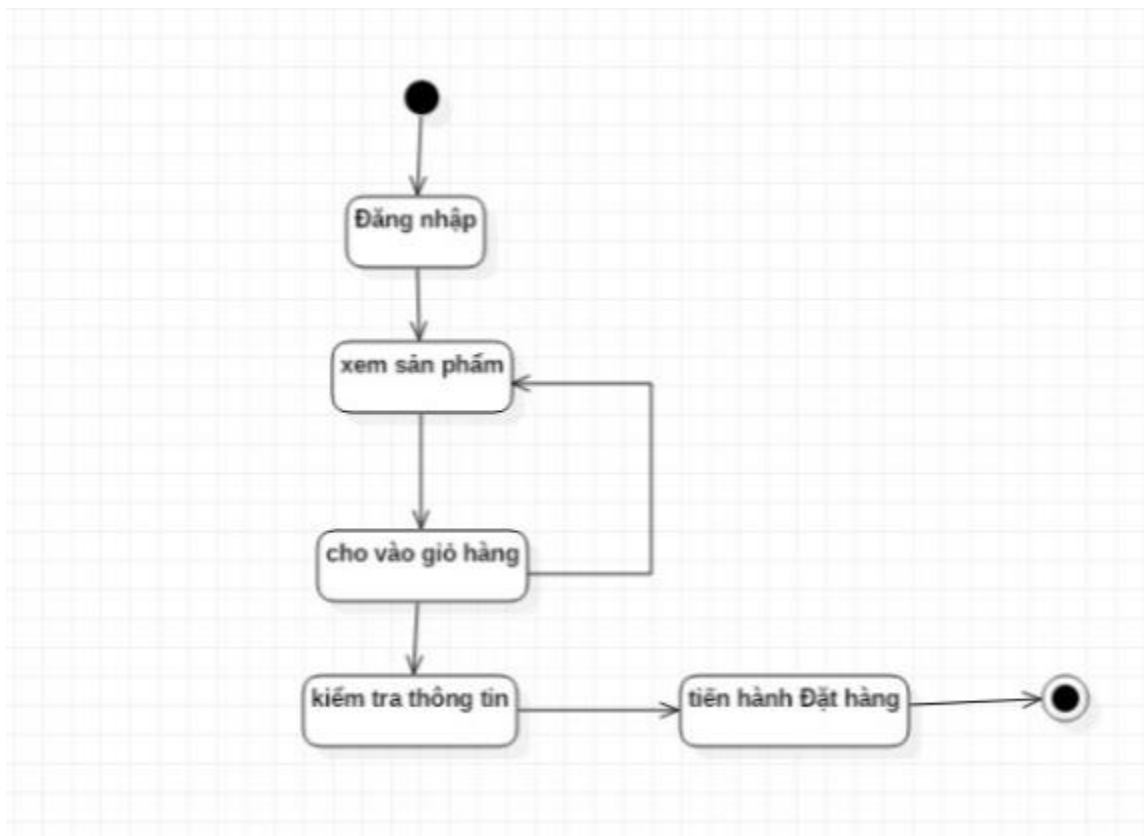 Đăng nhập
xem sản phẩm
cho vào giỏ hàng
kiểm tra thông tin
tiến hành Đặt hàng